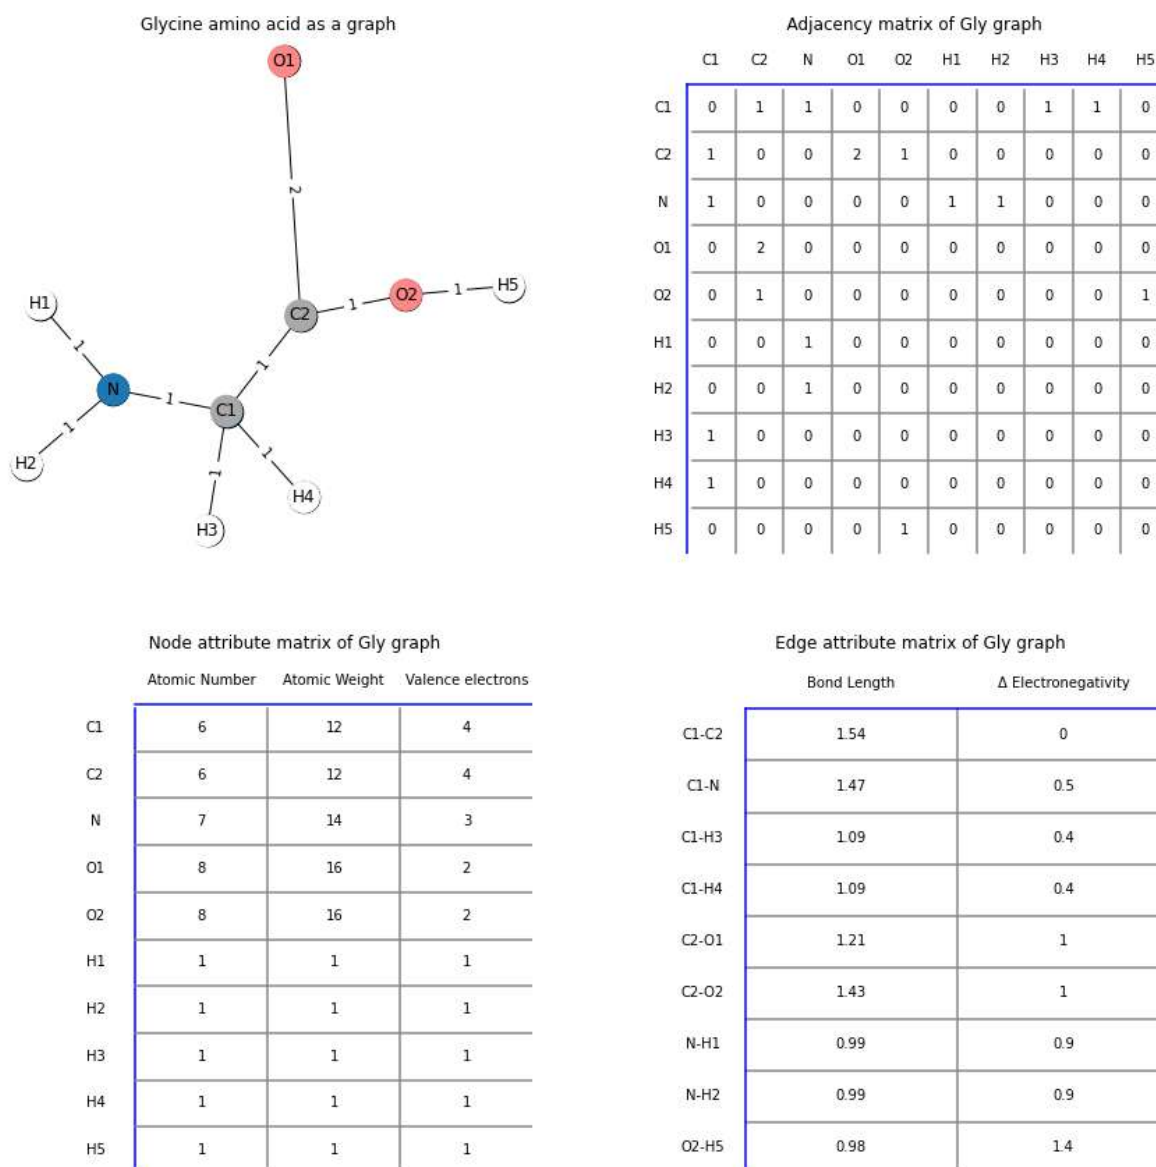 Glycine amino acid as a graph
O1
2
H1
C2
1
O2
1
H5
1
N
1
C1
1
1
H2
1
1
H4
H3
Adjacency matrix of Gly graph
C1 C2 N O1 O2 H1 H2 H3 H4 H5
C1 0 1 1 0 0 0 0 1 1 0
C2 1 0 0 2 1 0 0 0 0 0
N 1 0 0 0 0 1 1 0 0 0
O1 0 2 0 0 0 0 0 0 0 0
O2 0 1 0 0 0 0 0 0 0 1
H1 0 0 1 0 0 0 0 0 0 0
H2 0 0 1 0 0 0 0 0 0 0
H3 1 0 0 0 0 0 0 0 0 0
H4 1 0 0 0 0 0 0 0 0 0
H5 0 0 0 0 1 0 0 0 0 0
Node attribute matrix of Gly graph
Atomic Number Atomic Weight Valence electrons
C1 6 12 4
C2 6 12 4
N 7 14 3
O1 8 16 2
O2 8 16 2
H1 1 1 1
H2 1 1 1
H3 1 1 1
H4 1 1 1
H5 1 1 1
Edge attribute matrix of Gly graph
Bond Length Δ Electronegativity
C1-C2 1.54 0
C1-N 1.47 0.5
C1-H3 1.09 0.4
C1-H4 1.09 0.4
C2-O1 1.21 1
C2-O2 1.43 1
N-H1 0.99 0.9
N-H2 0.99 0.9
O2-H5 0.98 1.4